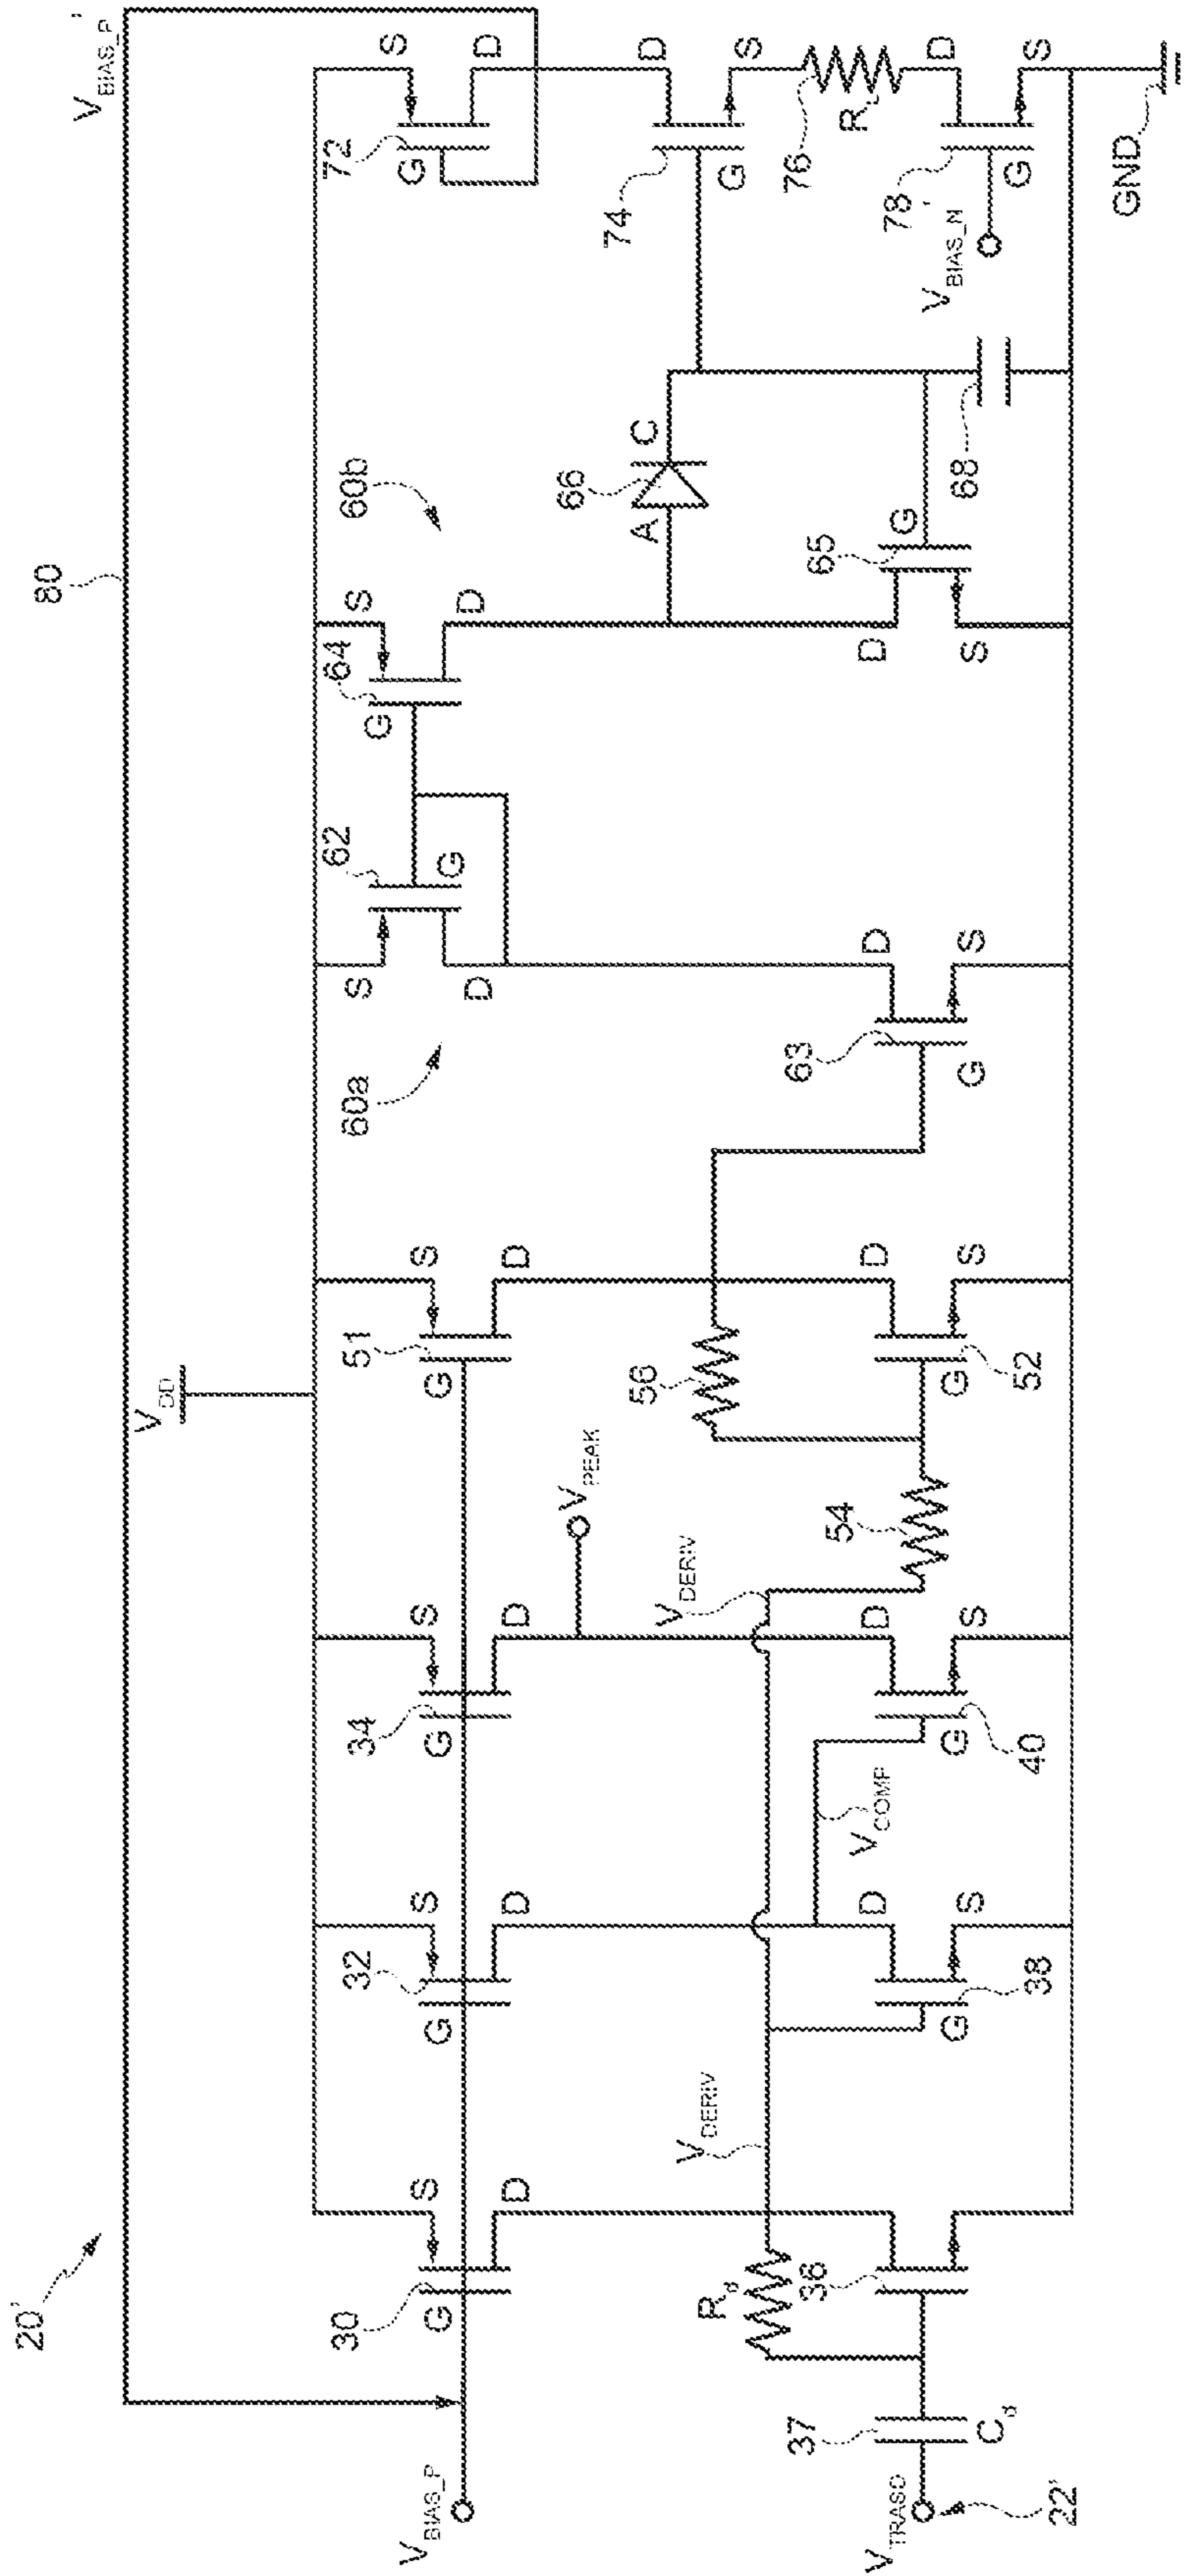 20'
80
V_BIAS_P'
V_DD
V_BIAS_P
30
G
S
D
32
G
S
D
34
G
S
D
51
G
S
D
60a
62
S
G
D
64
G
S
D
60b
72
S
G
D
V_PEAK
V_DERIV
V_DERIV
R_d
36
56
54
V_COMP
66
A
C
74
D
G
S
76
R_L
V_TRASD
22'
37
C_d
38
G
D
S
40
G
D
S
52
G
D
S
63
G
D
S
65
D
G
S
68
V_BIAS_N
78
D
G
S
GND